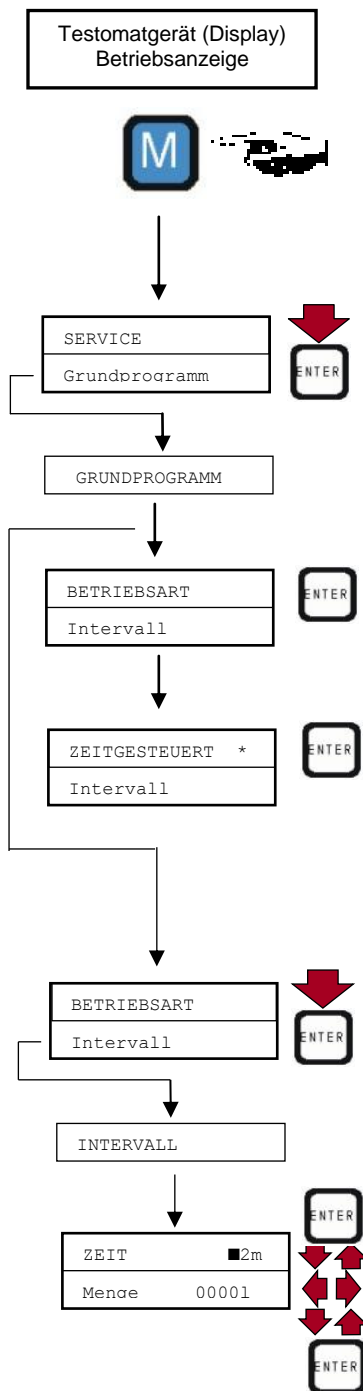 Testomatgerät (Display)
Betriebsanzeige
M
SERVICE
Grundprogramm
ENTER
GRUNDPROGRAMM
BETRIEBSART
Intervall
ENTER
ZEITGESTEUERT *
Intervall
ENTER
BETRIEBSART
Intervall
ENTER
INTERVALL
ENTER
ZEIT ■2m
Menge 0000l
ENTER